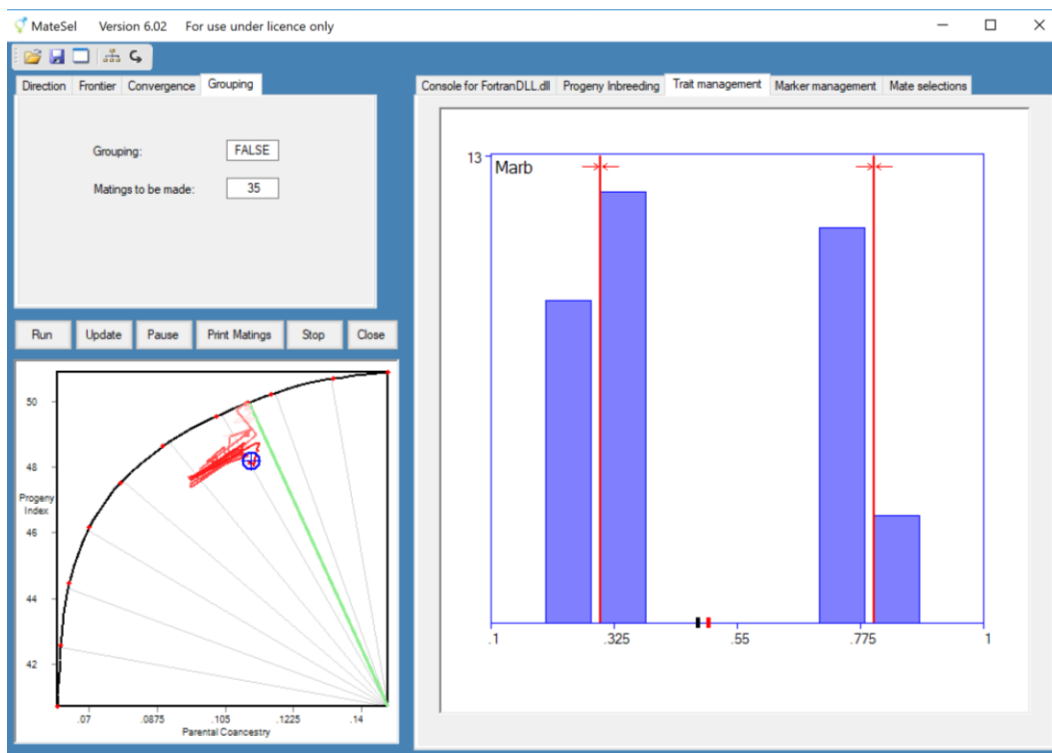 MateSel Version 6.02 For use under licence only
Direction Frontier Convergence Grouping
Grouping: FALSE
Matings to be made: 35
Run Update Pause Print Matings Stop Close
50
48
Progeny
Index
46
44
42
.07 .0875 .105 .1225 .14
Parental Coancestry
Console for FortranDLL.dll Progeny Inbreeding Trait management Marker management Mate selections
13
Marb
.1 .325 .55 .775 1